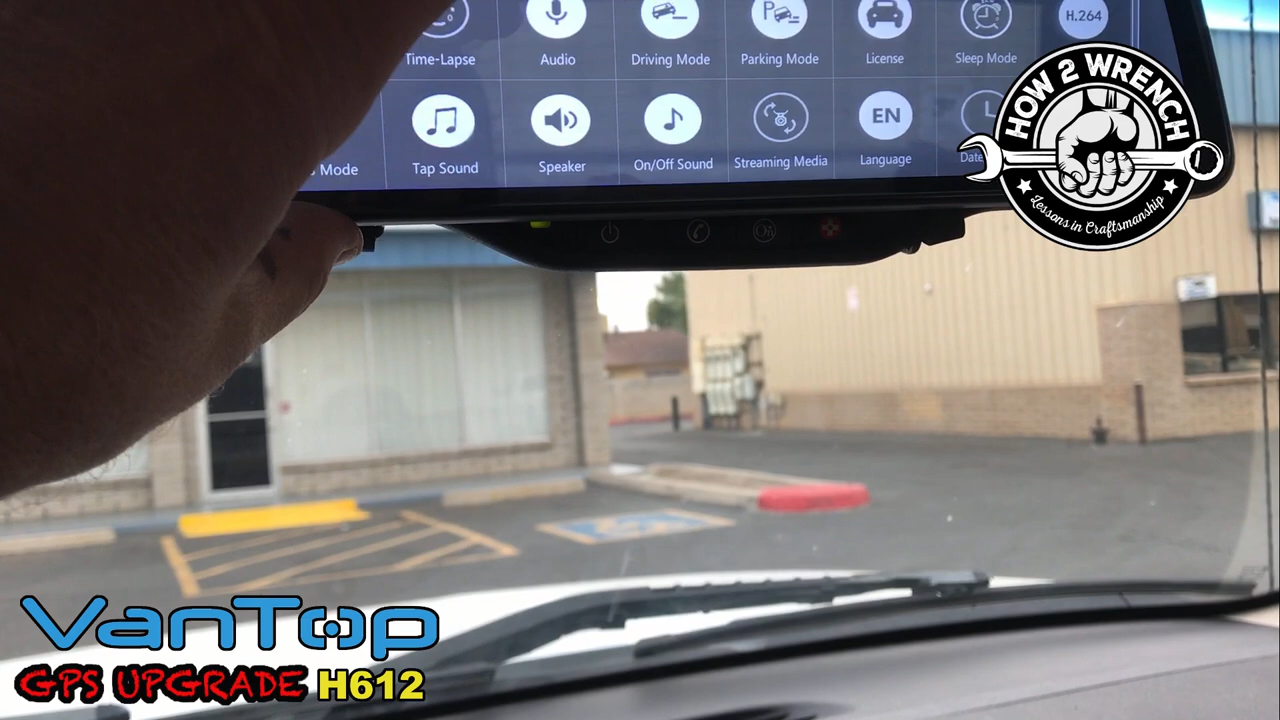 Time-Lapse
Audio
Driving Mode
Parking Mode
License
Sleep Mode
H.264
Mode
Tap Sound
Speaker
On/Off Sound
Streaming Media
EN
Language
Date
HOW 2 WRENCH
Lessons in Craftsmanship
VanTop
GPS UPGRADE H612